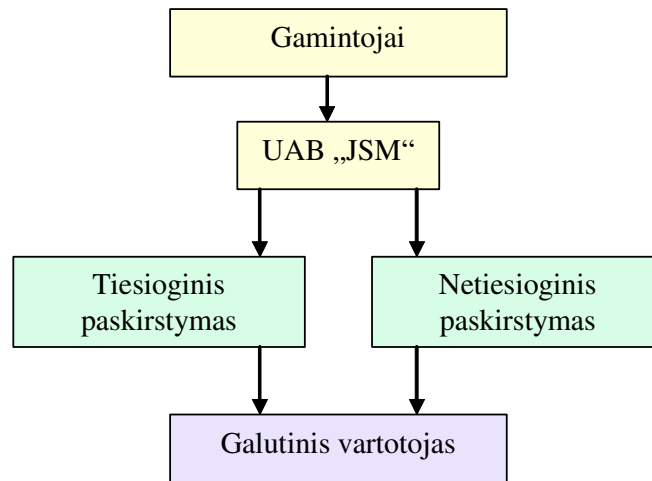 Gamintojai
UAB „JSM“
Tiesioginis
paskirstymas
Netiesioginis
paskirstymas
Galutinis vartotojas